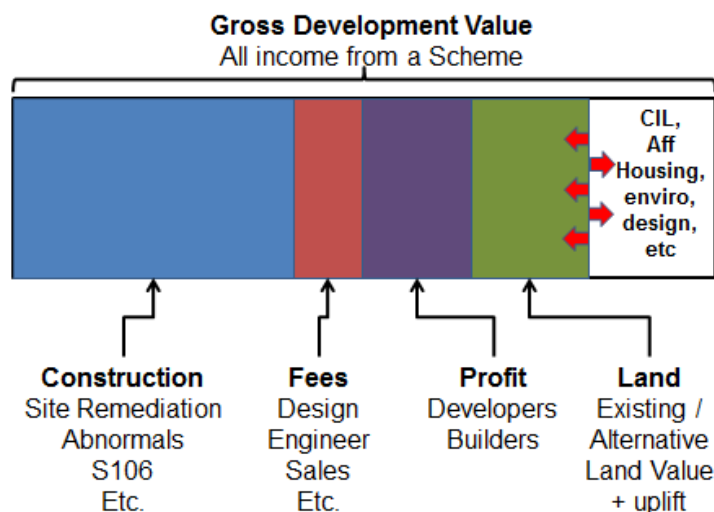 Gross Development Value
All income from a Scheme
CIL,
Aff
Housing,
enviro,
design,
etc
Construction
Site Remediation
Abnormals
S106
Etc.
Fees
Design
Engineer
Sales
Etc.
Profit
Developers
Builders
Land
Existing /
Alternative
Land Value
+ uplift